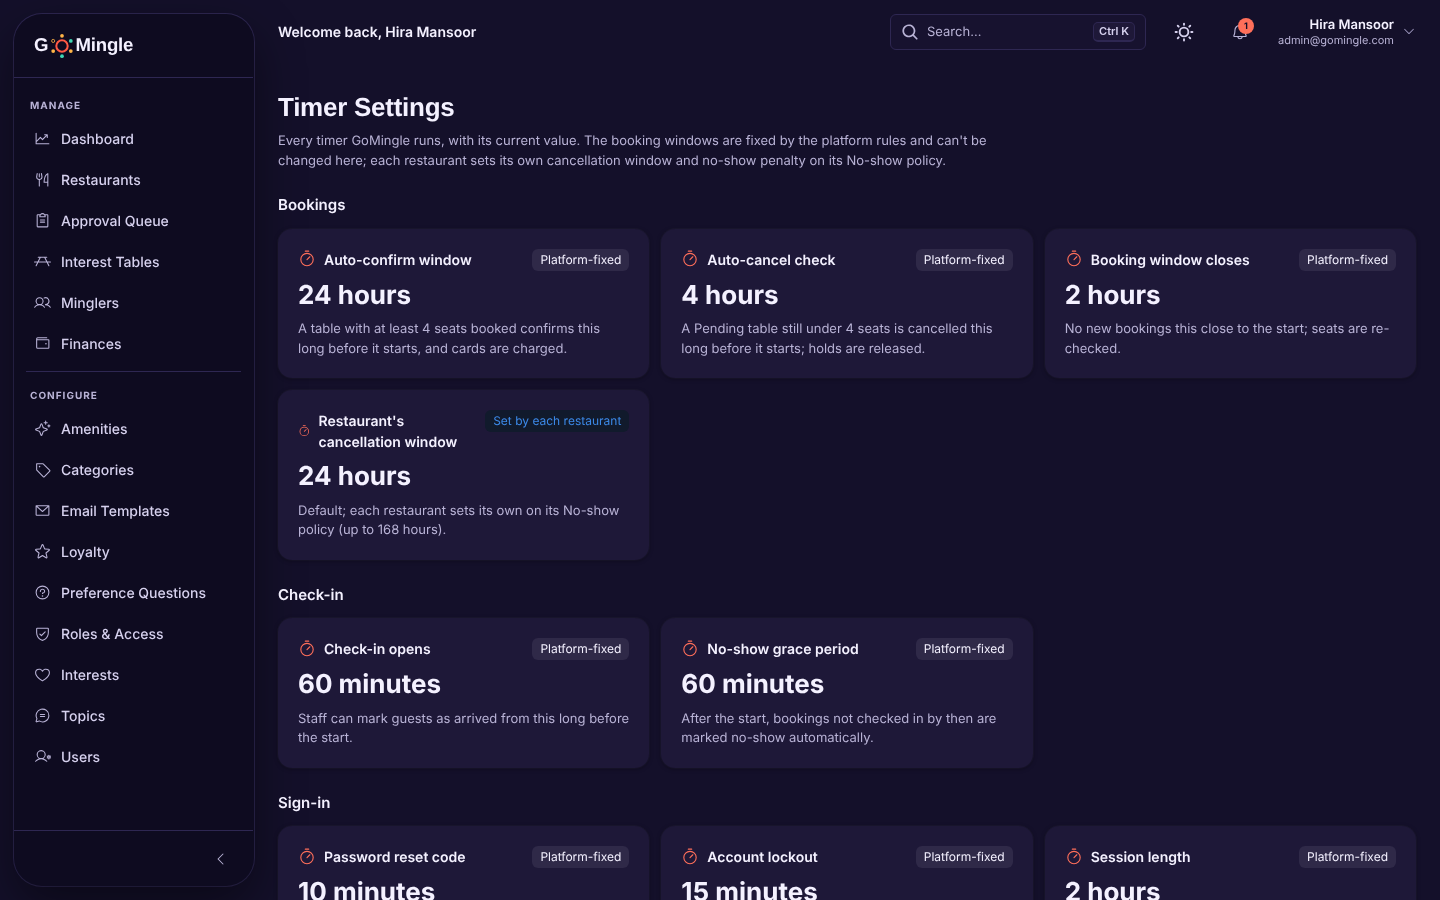 GoMingle
Welcome back, Hira Mansoor
Search...
Ctrl K
1
Hira Mansoor
admin@gomingle.com
MANAGE
Dashboard
Restaurants
Approval Queue
Interest Tables
Minglers
Finances
CONFIGURE
Amenities
Categories
Email Templates
Loyalty
Preference Questions
Roles & Access
Interests
Topics
Users
Timer Settings
Every timer GoMingle runs, with its current value. The booking windows are fixed by the platform rules and can't be
changed here; each restaurant sets its own cancellation window and no-show penalty on its No-show policy.
Bookings
Auto-confirm window
Platform-fixed
24 hours
A table with at least 4 seats booked confirms this
long before it starts, and cards are charged.
Auto-cancel check
Platform-fixed
4 hours
A Pending table still under 4 seats is cancelled this
long before it starts; holds are released.
Booking window closes
Platform-fixed
2 hours
No new bookings this close to the start; seats are re-
checked.
Restaurant's
cancellation window
Set by each restaurant
24 hours
Default; each restaurant sets its own on its No-show
policy (up to 168 hours).
Check-in
Check-in opens
Platform-fixed
60 minutes
Staff can mark guests as arrived from this long before
the start.
No-show grace period
Platform-fixed
60 minutes
After the start, bookings not checked in by then are
marked no-show automatically.
Sign-in
Password reset code
Platform-fixed
10 minutes
Account lockout
Platform-fixed
15 minutes
Session length
Platform-fixed
2 hours